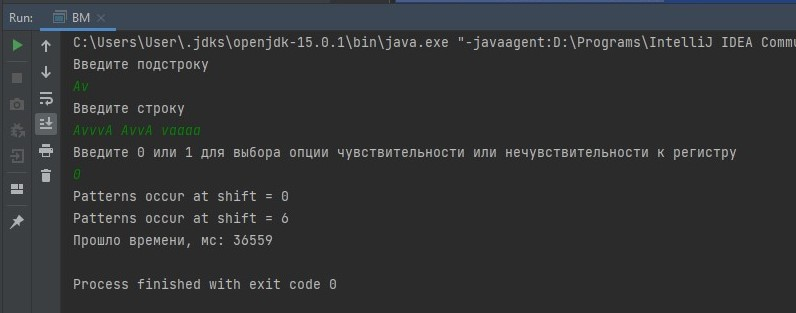 Run: BM
C:\Users\User\.jdks\openjdk-15.0.1\bin\java.exe "-javaagent:D:\Programs\IntelliJ IDEA Commu
Введите подстроку
Av
Введите строку
AvvvA AvvA vaaaa
Введите 0 или 1 для выбора опции чувствительности или нечувствительности к регистру
0
Patterns occur at shift = 0
Patterns occur at shift = 6
Прошло времени, мс: 36559
Process finished with exit code 0